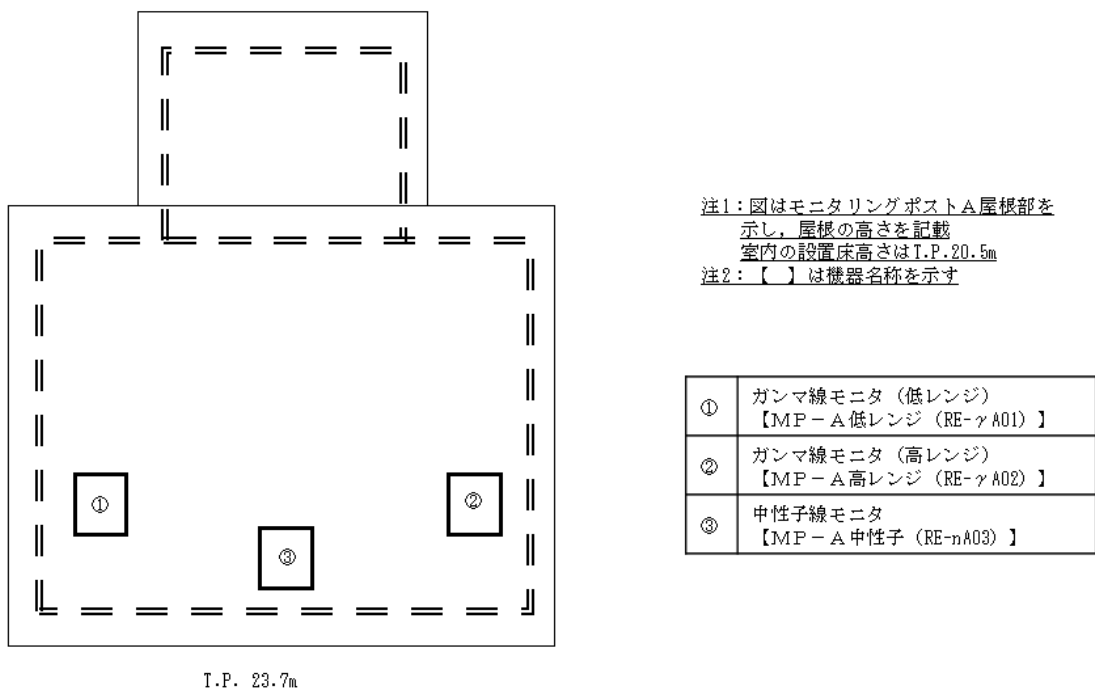 注1：図はモニタリングポストA屋根部を
示し，屋根の高さを記載
室内の設置床高さはT.P.20.5m
注2：【　】は機器名称を示す
① ガンマ線モニタ（低レンジ）
【MP－A低レンジ（RE-γA01）】
② ガンマ線モニタ（高レンジ）
【MP－A高レンジ（RE-γA02）】
③ 中性子線モニタ
【MP－A中性子（RE-nA03）】
①
②
③
T.P. 23.7m